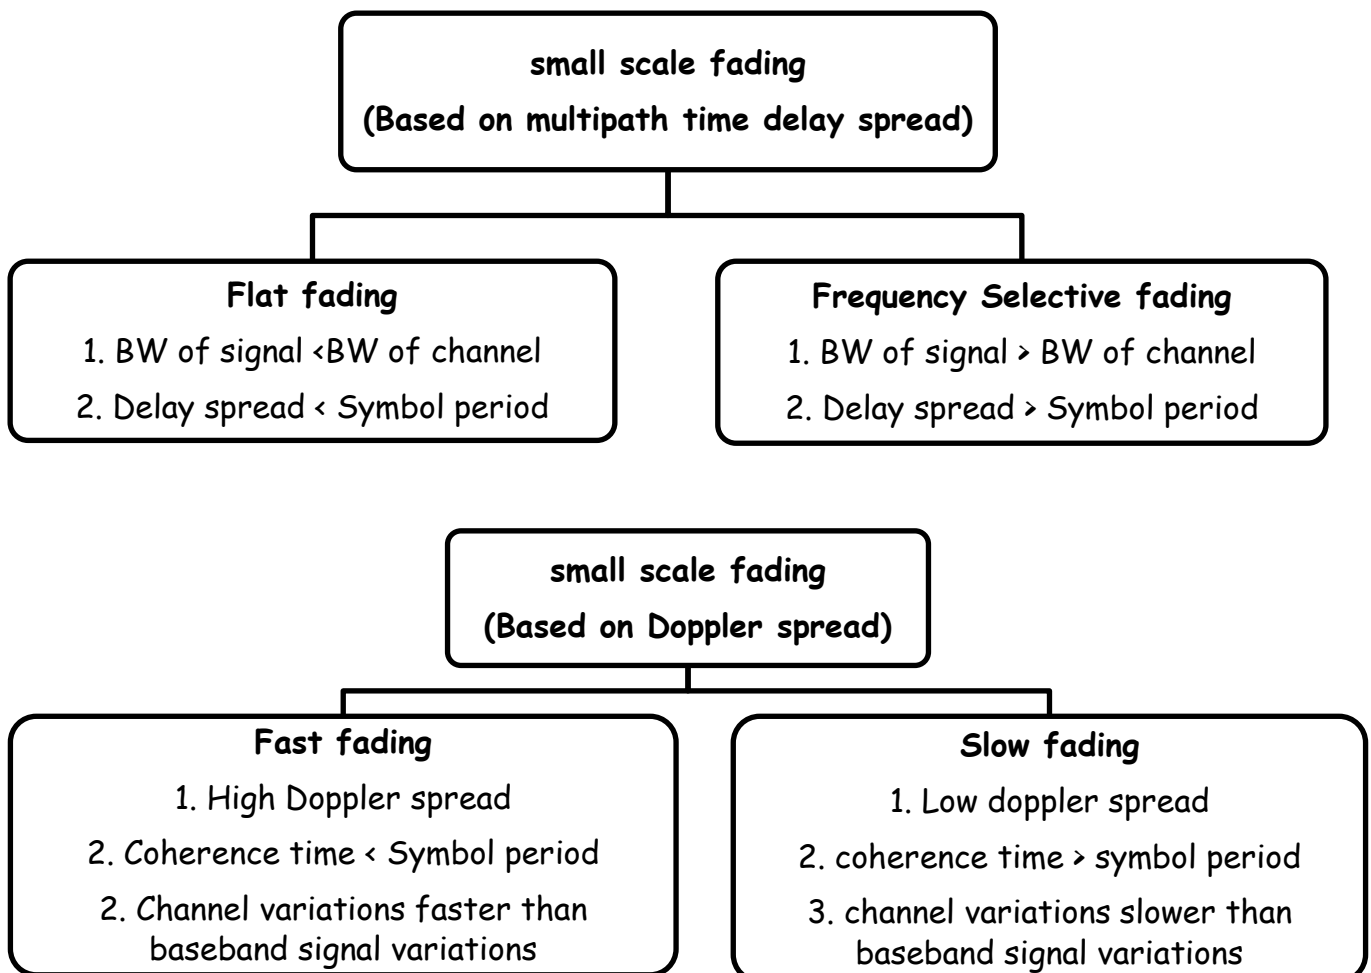 small scale fading
(Based on multipath time delay spread)
Flat fading
1. BW of signal <BW of channel
2. Delay spread < Symbol period
Frequency Selective fading
1. BW of signal > BW of channel
2. Delay spread > Symbol period
small scale fading
(Based on Doppler spread)
Fast fading
1. High Doppler spread
2. Coherence time < Symbol period
2. Channel variations faster than
baseband signal variations
Slow fading
1. Low doppler spread
2. coherence time > symbol period
3. channel variations slower than
baseband signal variations